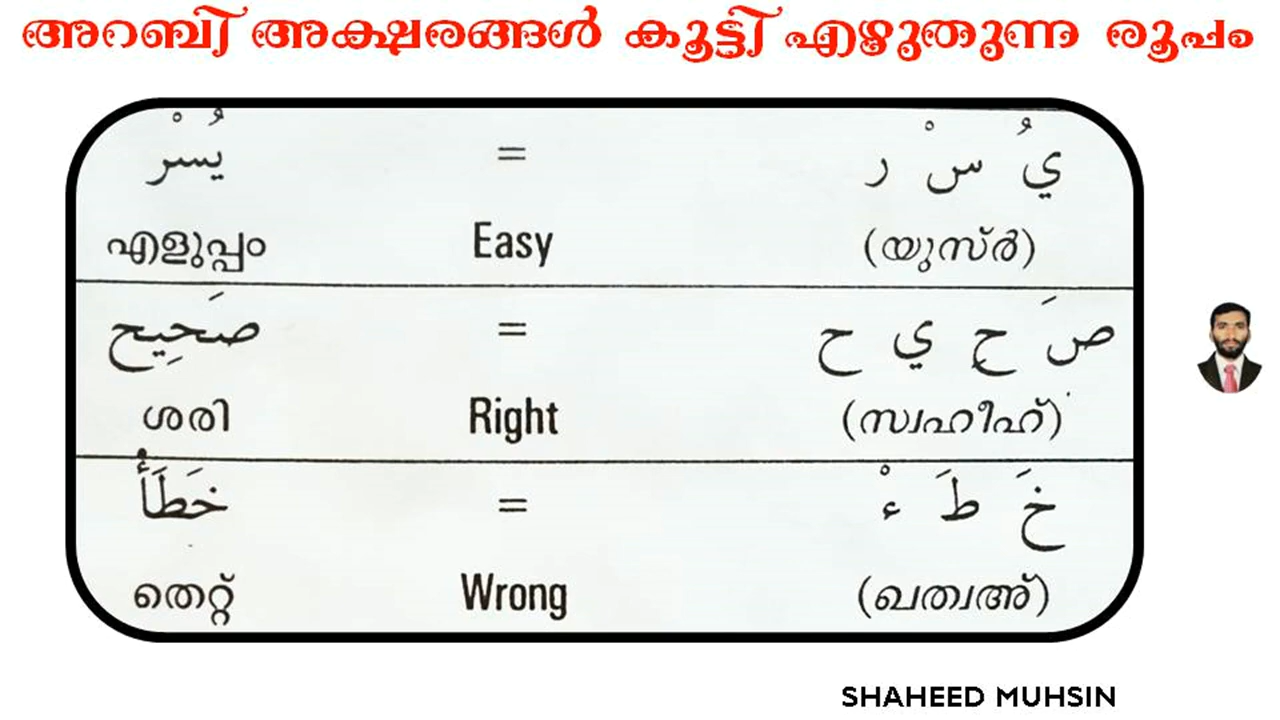 അറബി അക്ഷരങ്ങൾ കൂട്ടി എഴുതുന്ന രൂപം
يُسْرْ = يُ سْ ر
എളുപ്പം Easy (യുസ്ർ)
صَحِيح = صَ حِ ي ح
ശരി Right (സ്വഹീഹ്)
خَطَأْ = خَ طَ ءْ
തെറ്റ് Wrong (ഖത്വഅ്)
SHAHEED MUHSIN